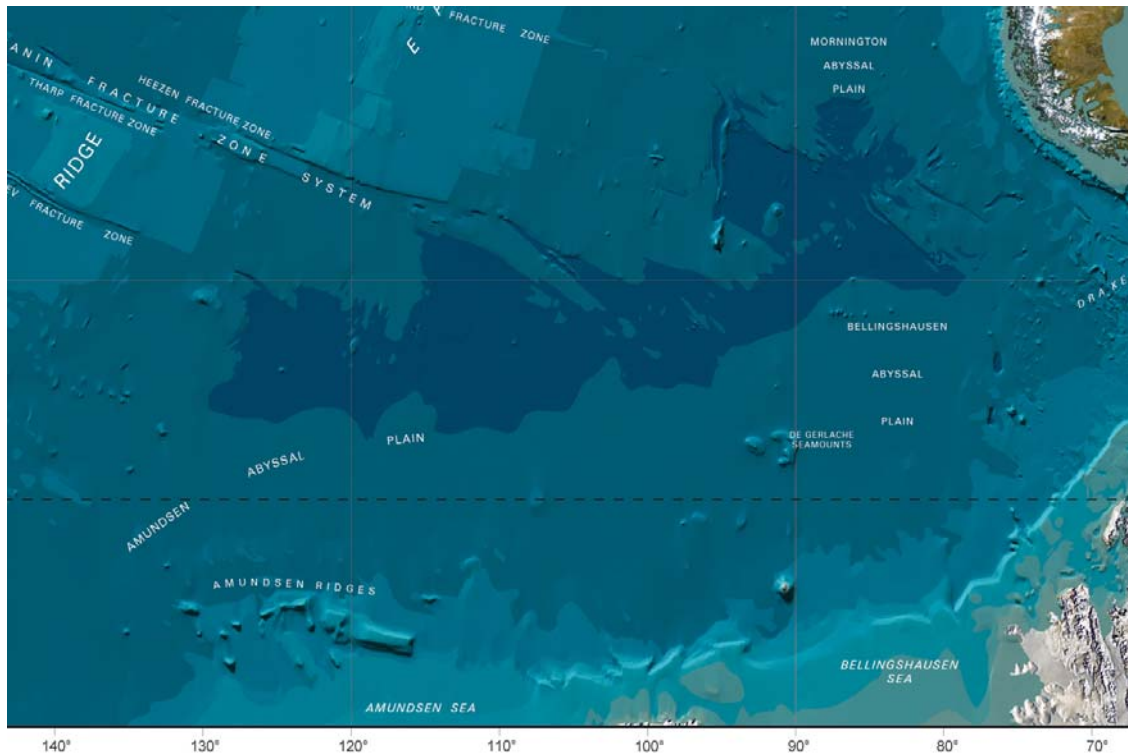 FRACTURE ZONE
E
MORNINGTON
ABYSSAL
PLAIN
ANIN FRACTURE ZONE SYSTEM
HEEZEN FRACTURE ZONE
THARP FRACTURE ZONE
RIDGE
EV FRACTURE ZONE
DRAKE
BELLINGSHAUSEN
ABYSSAL
PLAIN
DE GERLACHE
SEAMOUNTS
AMUNDSEN ABYSSAL PLAIN
AMUNDSEN RIDGES
BELLINGSHAUSEN
SEA
AMUNDSEN SEA
140° 130° 120° 110° 100° 90° 80° 70°